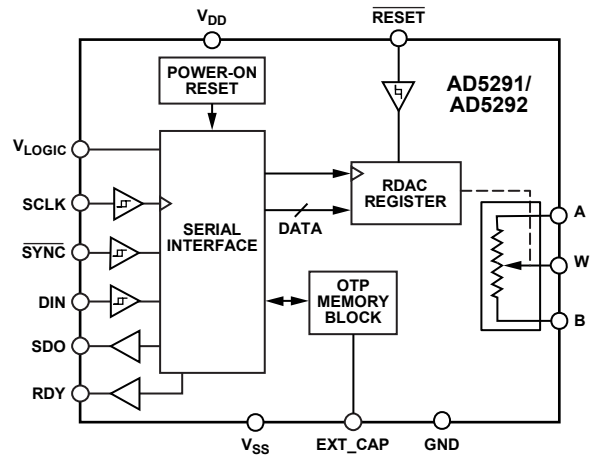 VDD
RESET
POWER-ON
RESET
AD5291/
AD5292
VLOGIC
SCLK
SYNC
DIN
SDO
RDY
SERIAL
INTERFACE
DATA
RDAC
REGISTER
OTP
MEMORY
BLOCK
A
W
B
VSS
EXT_CAP
GND